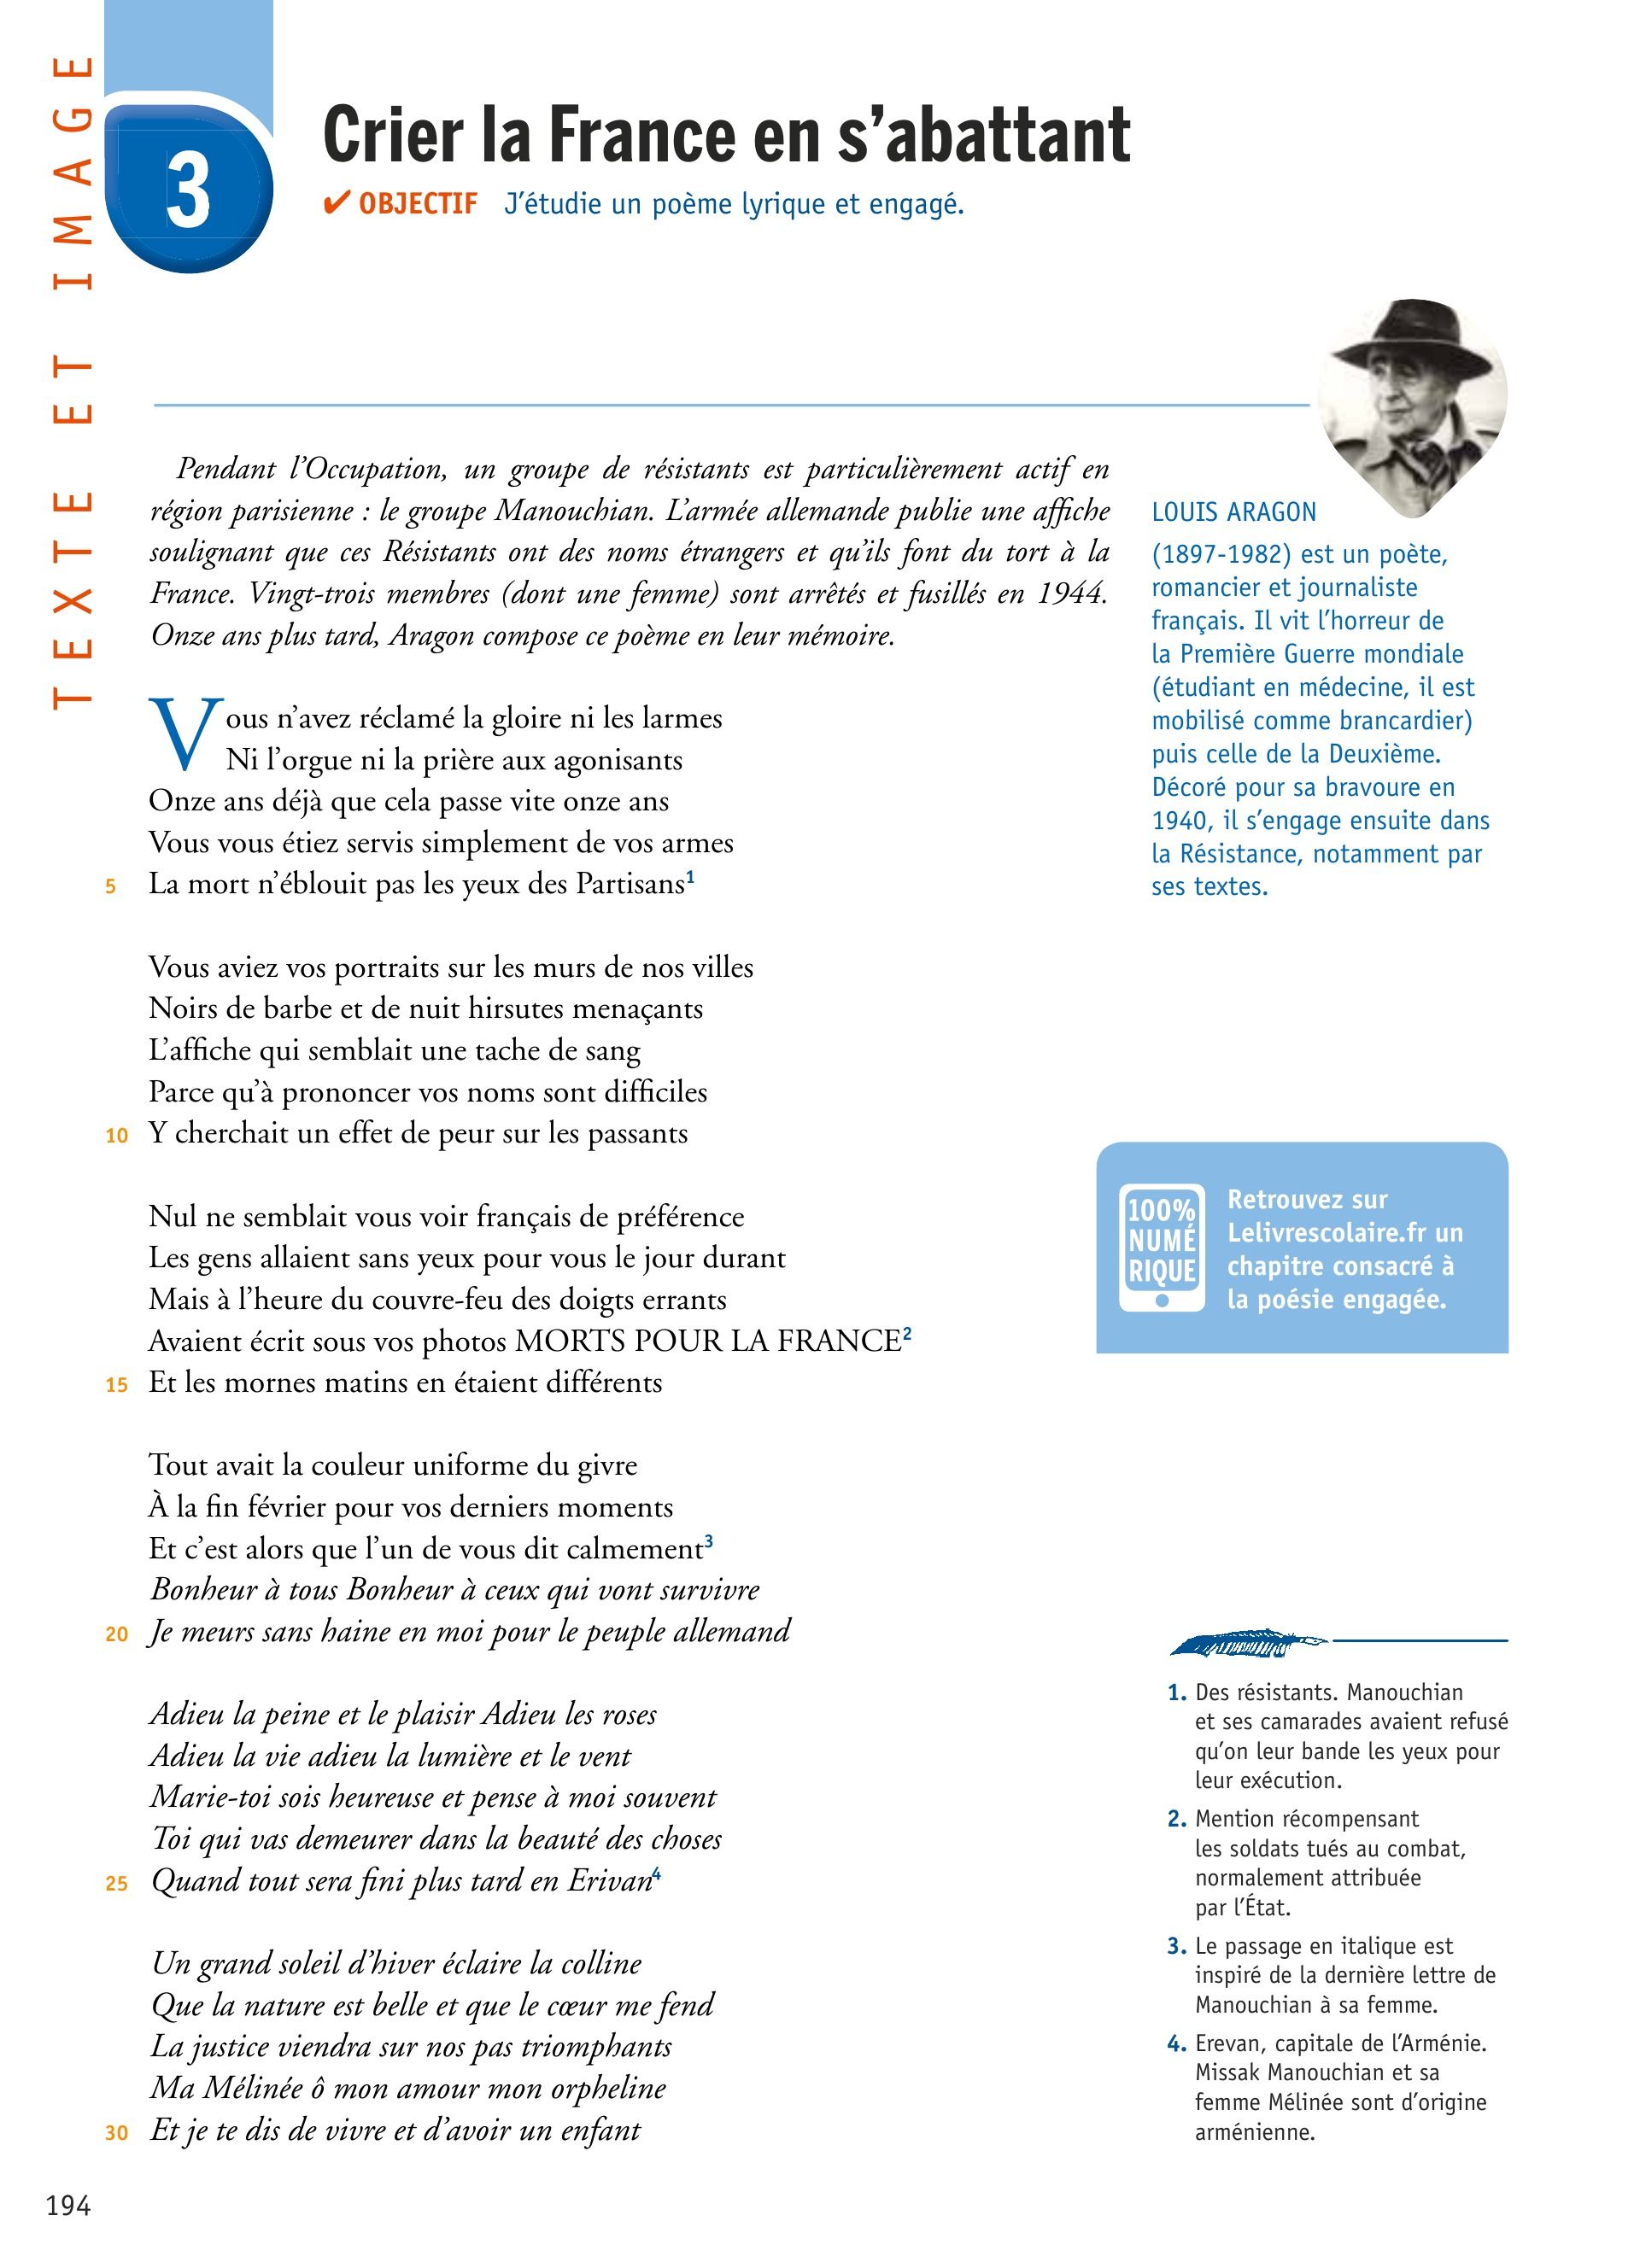 TEXTE ET IMAGE
3
Crier la France en s'abattant
✔ OBJECTIF J'étudie un poème lyrique et engagé.
Pendant l'Occupation, un groupe de résistants est particulièrement actif en
région parisienne : le groupe Manouchian. L'armée allemande publie une affiche
soulignant que ces Résistants ont des noms étrangers et qu'ils font du tort à la
France. Vingt-trois membres (dont une femme) sont arrêtés et fusillés en 1944.
Onze ans plus tard, Aragon compose ce poème en leur mémoire.
Vous n'avez réclamé la gloire ni les larmes
Ni l'orgue ni la prière aux agonisants
Onze ans déjà que cela passe vite onze ans
Vous vous étiez servis simplement de vos armes
5 La mort n'éblouit pas les yeux des Partisans1
Vous aviez vos portraits sur les murs de nos villes
Noirs de barbe et de nuit hirsutes menaçants
L'affiche qui semblait une tache de sang
Parce qu'à prononcer vos noms sont difficiles
10 Y cherchait un effet de peur sur les passants
Nul ne semblait vous voir français de préférence
Les gens allaient sans yeux pour vous le jour durant
Mais à l'heure du couvre-feu des doigts errants
Avaient écrit sous vos photos MORTS POUR LA FRANCE2
15 Et les mornes matins en étaient différents
Tout avait la couleur uniforme du givre
À la fin février pour vos derniers moments
Et c'est alors que l'un de vous dit calmement3
Bonheur à tous Bonheur à ceux qui vont survivre
20 Je meurs sans haine en moi pour le peuple allemand
Adieu la peine et le plaisir Adieu les roses
Adieu la vie adieu la lumière et le vent
Marie-toi sois heureuse et pense à moi souvent
Toi qui vas demeurer dans la beauté des choses
25 Quand tout sera fini plus tard en Erivan4
Un grand soleil d'hiver éclaire la colline
Que la nature est belle et que le cœur me fend
La justice viendra sur nos pas triomphants
Ma Mélinée ô mon amour mon orpheline
30 Et je te dis de vivre et d'avoir un enfant
LOUIS ARAGON
(1897-1982) est un poète,
romancier et journaliste
français. Il vit l'horreur de
la Première Guerre mondiale
(étudiant en médecine, il est
mobilisé comme brancardier)
puis celle de la Deuxième.
Décoré pour sa bravoure en
1940, il s'engage ensuite dans
la Résistance, notamment par
ses textes.
100%
NUMÉ
RIQUE
Retrouvez sur
Lelivrescolaire.fr un
chapitre consacré à
la poésie engagée.
1. Des résistants. Manouchian
et ses camarades avaient refusé
qu'on leur bande les yeux pour
leur exécution.
2. Mention récompensant
les soldats tués au combat,
normalement attribuée
par l'État.
3. Le passage en italique est
inspiré de la dernière lettre de
Manouchian à sa femme.
4. Erevan, capitale de l'Arménie.
Missak Manouchian et sa
femme Mélinée sont d'origine
arménienne.
194